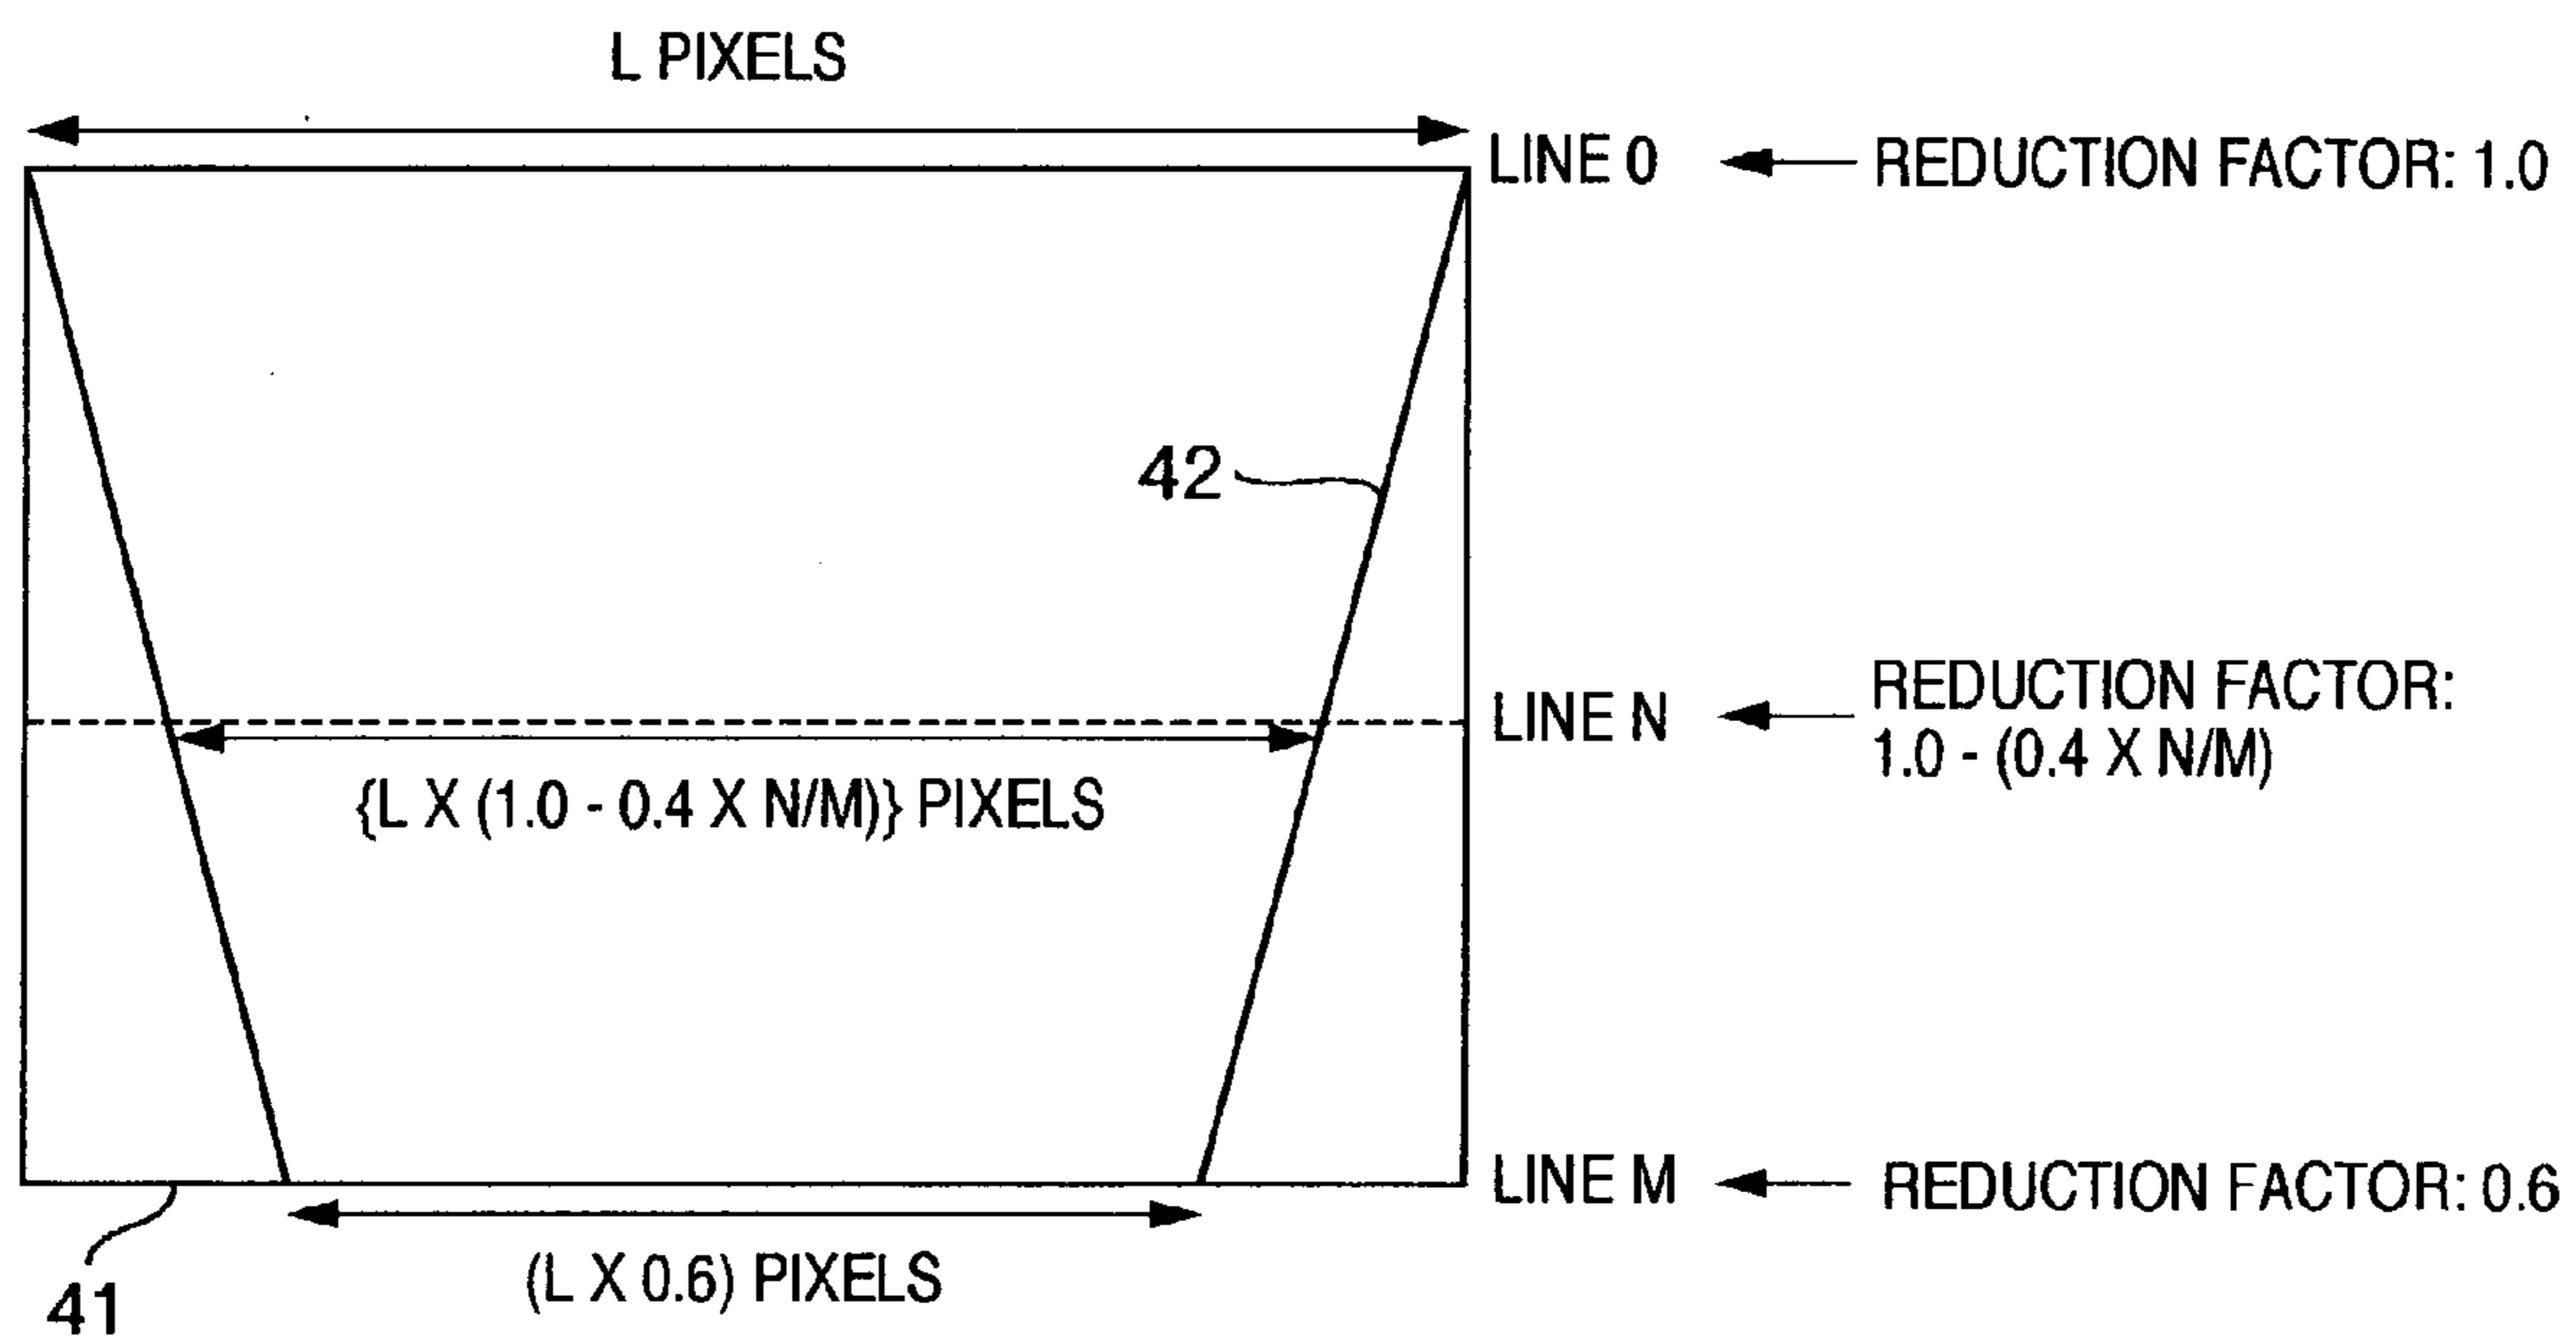 L PIXELS
LINE 0
REDUCTION FACTOR: 1.0
42
LINE N
REDUCTION FACTOR:
1.0 - (0.4 X N/M)
{L X (1.0 - 0.4 X N/M)} PIXELS
LINE M
REDUCTION FACTOR: 0.6
(L X 0.6) PIXELS
41